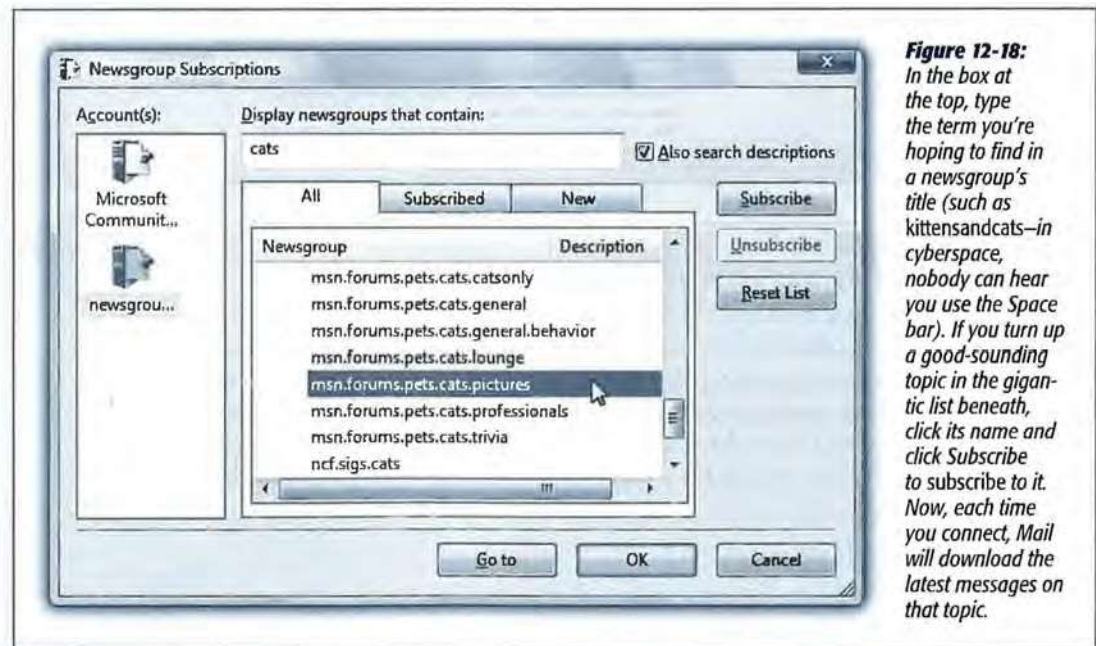 Newsgroup Subscriptions
Account(s):
Microsoft
Communit...
newsgrou...
Display newsgroups that contain:
cats
Also search descriptions
All
Subscribed
New
Newsgroup
Description
msn.forums.pets.cats.catsonly
msn.forums.pets.cats.general
msn.forums.pets.cats.general.behavior
msn.forums.pets.cats.lounge
msn.forums.pets.cats.pictures
msn.forums.pets.cats.professionals
msn.forums.pets.cats.trivia
ncf.sigs.cats
Subscribe
Unsubscribe
Reset List
Go to
OK
Cancel
Figure 12-18:
In the box at
the top, type
the term you're
hoping to find in
a newsgroup's
title (such as
kittensandcats—in
cyberspace,
nobody can hear
you use the Space
bar). If you turn up
a good-sounding
topic in the gigan-
tic list beneath,
click its name and
click Subscribe
to subscribe to it.
Now, each time
you connect, Mail
will download the
latest messages on
that topic.